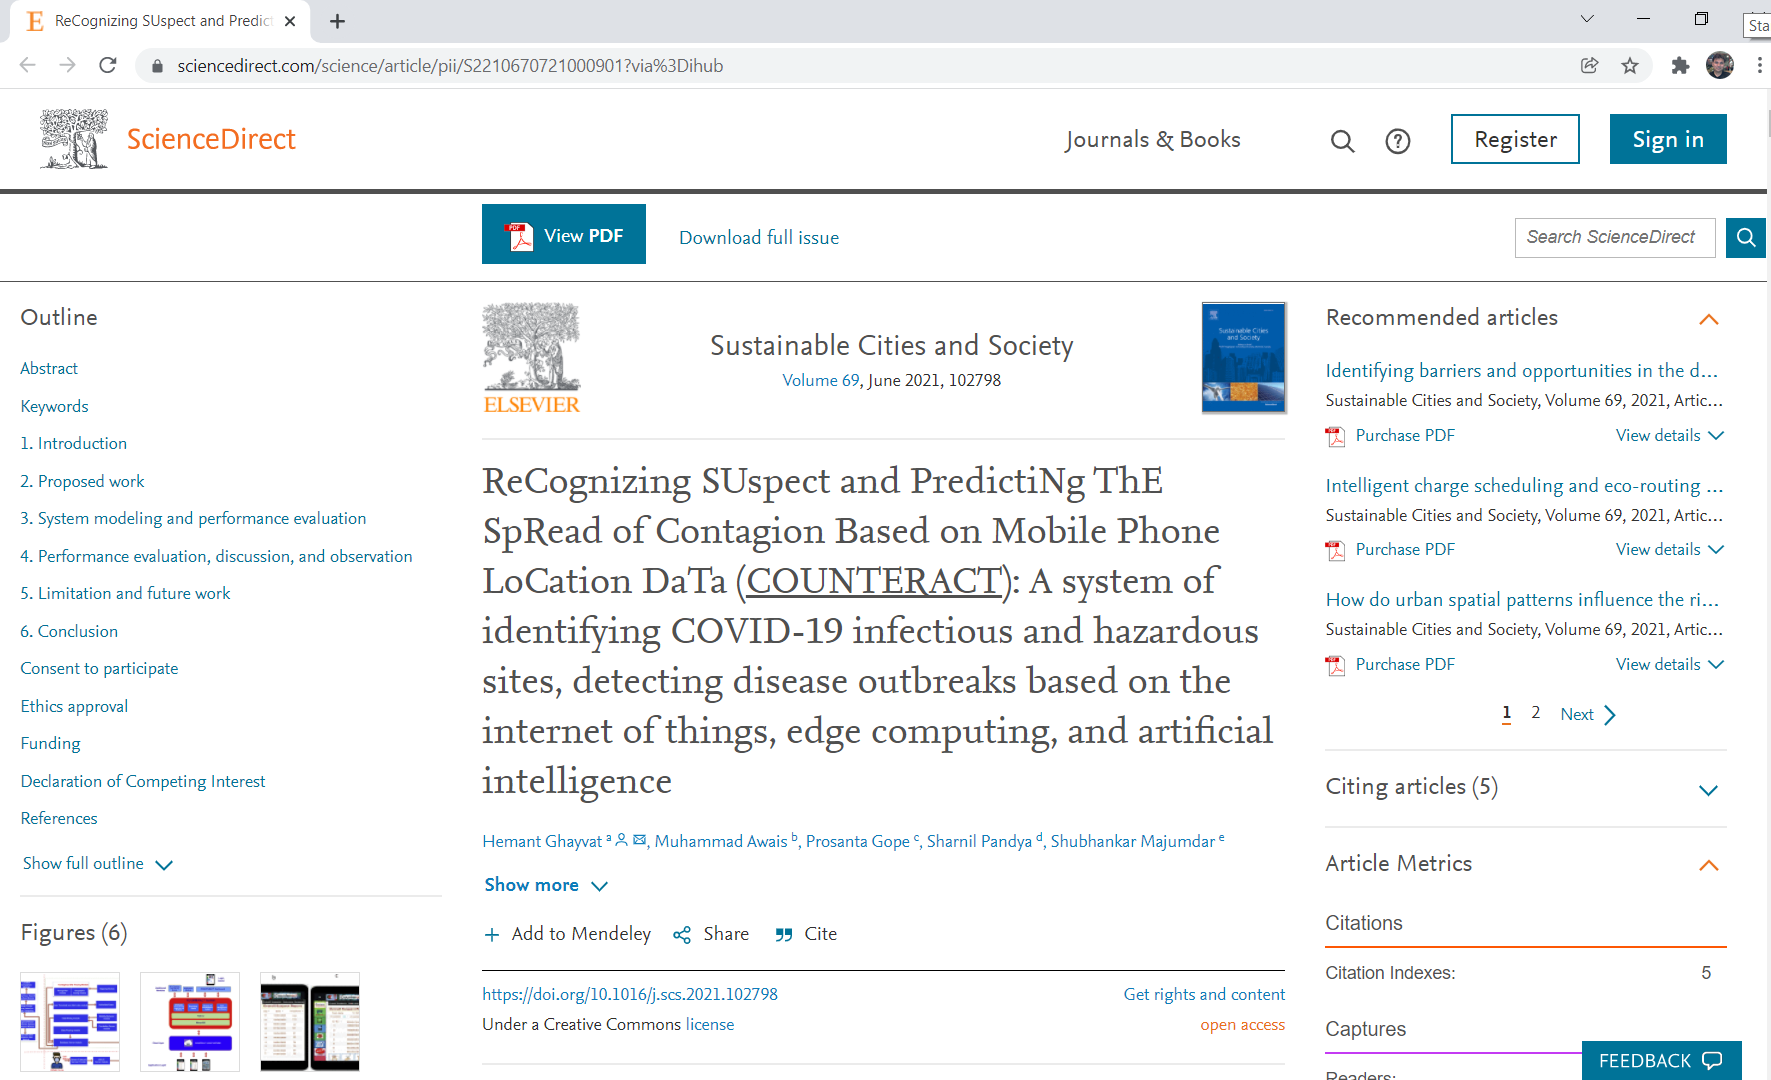 ReCognizing SUspect and Predict
Sta
sciencedirect.com/science/article/pii/S2210670721000901?via%3Dihub
ScienceDirect
Journals & Books
Register
Sign in
View PDF
Download full issue
Search ScienceDirect
Outline
Abstract
Keywords
1. Introduction
2. Proposed work
3. System modeling and performance evaluation
4. Performance evaluation, discussion, and observation
5. Limitation and future work
6. Conclusion
Consent to participate
Ethics approval
Funding
Declaration of Competing Interest
References
Show full outline
Figures (6)
ELSEVIER
Sustainable Cities and Society
Volume 69, June 2021, 102798
Sustainable Cities
and Society
ReCognizing SUspect and PredictiNg ThE
SpRead of Contagion Based on Mobile Phone
LoCation DaTa (COUNTERACT): A system of
identifying COVID-19 infectious and hazardous
sites, detecting disease outbreaks based on the
internet of things, edge computing, and artificial
intelligence
Hemant Ghayvat a, Muhammad Awais b, Prosanta Gope c, Sharnil Pandya d, Shubhankar Majumdar e
Show more
Add to Mendeley
Share
Cite
https://doi.org/10.1016/j.scs.2021.102798
Get rights and content
Under a Creative Commons license
open access
Recommended articles
Identifying barriers and opportunities in the d...
Sustainable Cities and Society, Volume 69, 2021, Artic...
Purchase PDF
View details
Intelligent charge scheduling and eco-routing ...
Sustainable Cities and Society, Volume 69, 2021, Artic...
Purchase PDF
View details
How do urban spatial patterns influence the ri...
Sustainable Cities and Society, Volume 69, 2021, Artic...
Purchase PDF
View details
1 2 Next
Citing articles (5)
Article Metrics
Citations
Citation Indexes: 5
Captures
Readers:
FEEDBACK